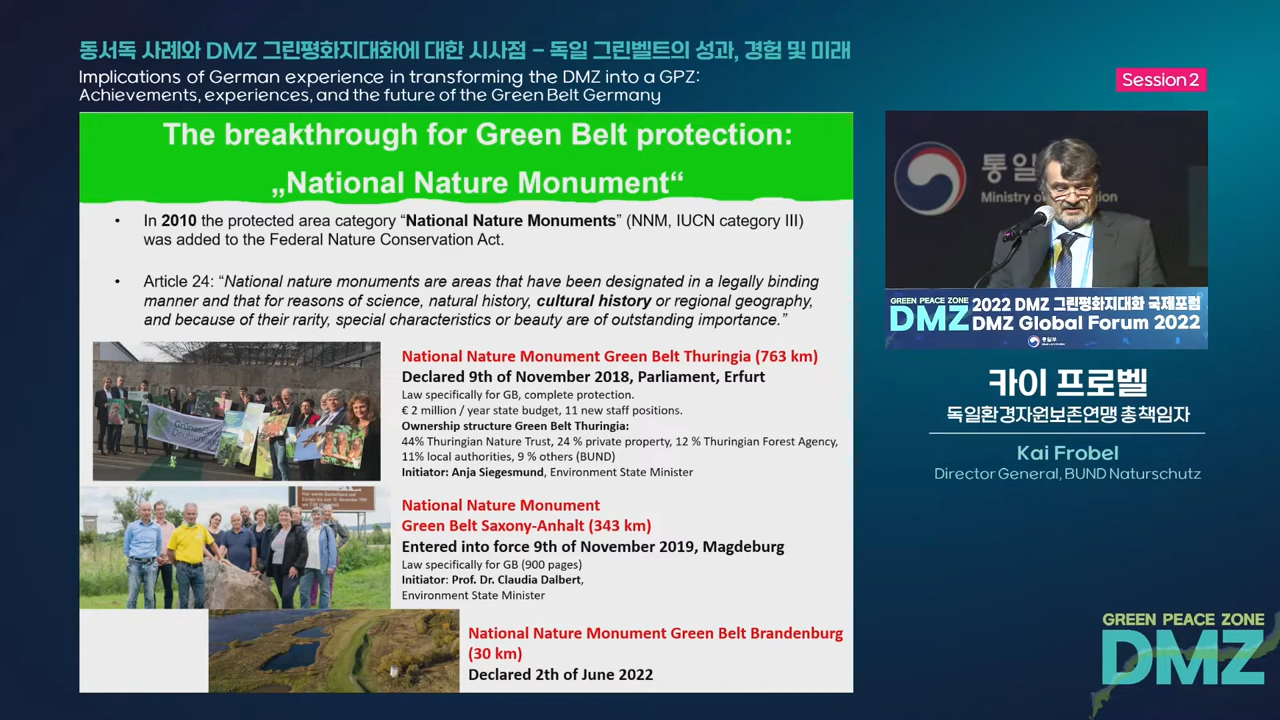 동서독 사례와 DMZ 그린평화지대화에 대한 시사점 – 독일 그린벨트의 성과, 경험 및 미래
Implications of German experience in transforming the DMZ into a GPZ:
Achievements, experiences, and the future of the Green Belt Germany
Session 2
The breakthrough for Green Belt protection:
„National Nature Monument“
• In 2010 the protected area category “National Nature Monuments” (NNM, IUCN category III)
was added to the Federal Nature Conservation Act.
• Article 24: “National nature monuments are areas that have been designated in a legally binding
manner and that for reasons of science, natural history, cultural history or regional geography,
and because of their rarity, special characteristics or beauty are of outstanding importance.”
National Nature Monument Green Belt Thuringia (763 km)
Declared 9th of November 2018, Parliament, Erfurt
Law specifically for GB, complete protection.
€ 2 million / year state budget, 11 new staff positions.
Ownership structure Green Belt Thuringia:
44% Thuringian Nature Trust, 24 % private property, 12 % Thuringian Forest Agency,
11% local authorities, 9 % others (BUND)
Initiator: Anja Siegesmund, Environment State Minister
National Nature Monument
Green Belt Saxony-Anhalt (343 km)
Entered into force 9th of November 2019, Magdeburg
Law specifically for GB (900 pages)
Initiator: Prof. Dr. Claudia Dalbert,
Environment State Minister
National Nature Monument Green Belt Brandenburg
(30 km)
Declared 2th of June 2022
통일
Ministry of
GREEN PEACE ZONE
DMZ
2022 DMZ 그린평화지대화 국제포럼
DMZ Global Forum 2022
통일부
카이 프로벨
독일환경자원보존연맹 총책임자
Kai Frobel
Director General, BUND Naturschutz
GREEN PEACE ZONE
DMZ